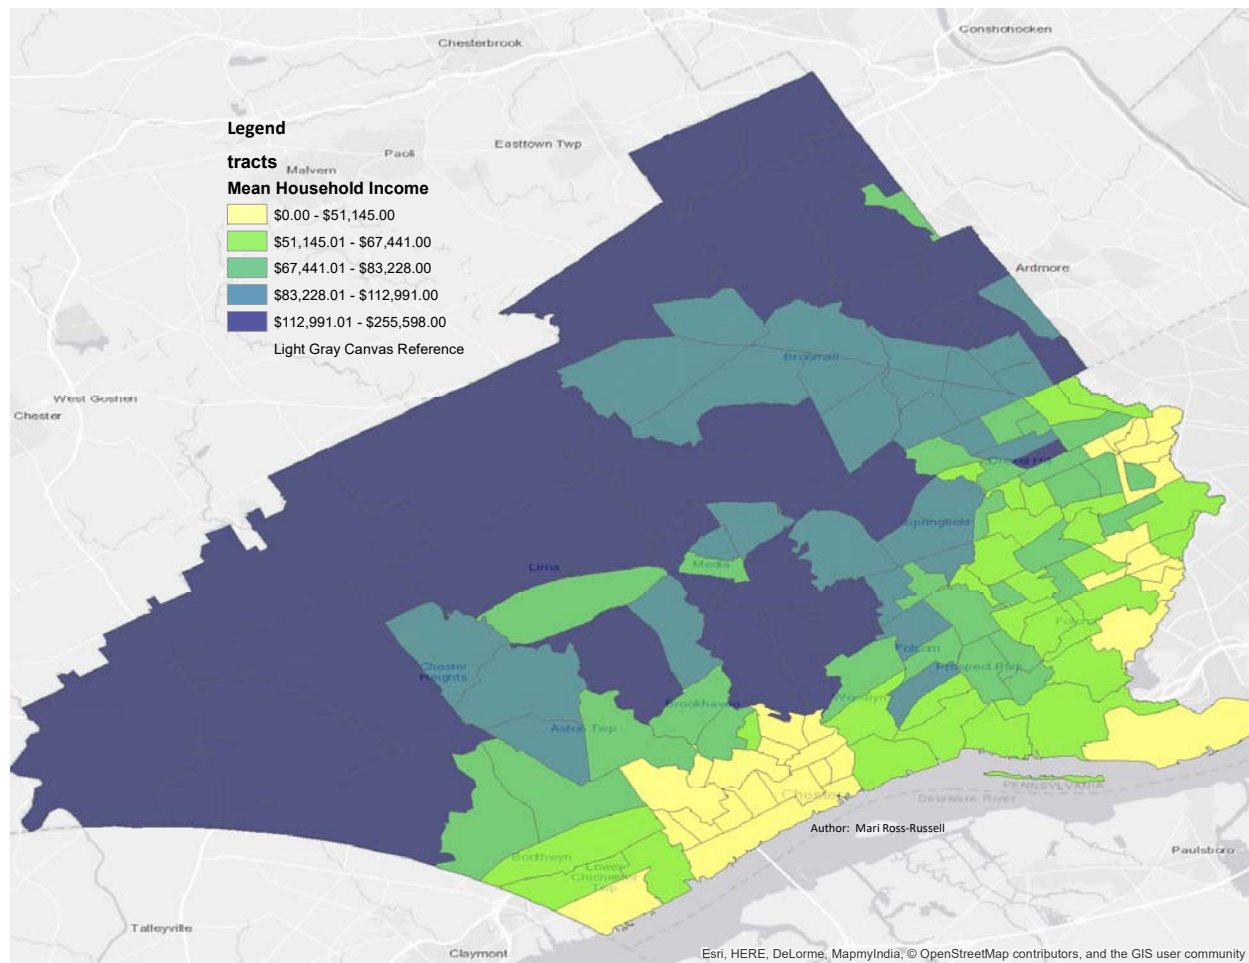 Conshohocken
Chesterbrook
Legend
Easttown Twp
Paoli
tracts
Malvern
Mean Household Income
$0.00 - $51,145.00
$51,145.01 - $67,441.00
$67,441.01 - $83,228.00
Ardmore
$83,228.01 - $112,991.00
$112,991.01 - $255,598.00
Light Gray Canvas Reference
Broomall
West Goshen
Chester
Drexel Hill
Springfield
Lima
Media
Folcroft
Folcom
Chester
Heights
Prospect Park
Woodlyn
Brookhaven
Aston Twp
PENNSYLVANIA
Chester
Delaware River
Author: Mari Ross-Russell
Paulsboro
Boothwyn
Lower
Chichester
Twp
Talleyville
Claymont
Esri, HERE, DeLorme, MapmyIndia, © OpenStreetMap contributors, and the GIS user community